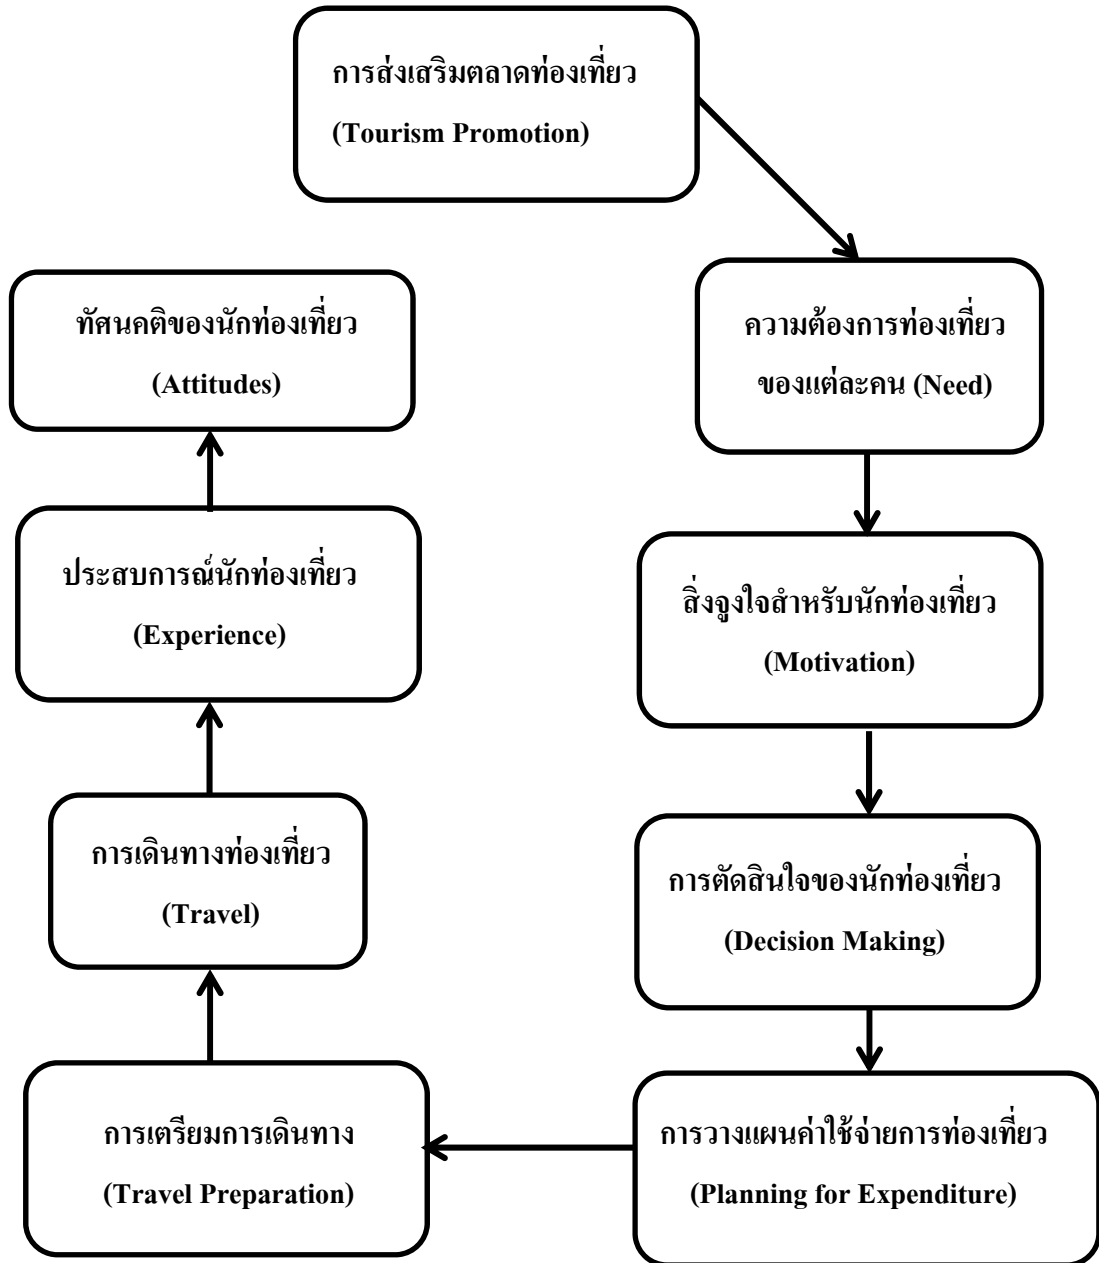 การส่งเสริมตลาดท่องเที่ยว
(Tourism Promotion)
ความต้องการท่องเที่ยว
ของแต่ละคน (Need)
สิ่งจูงใจสำหรับนักท่องเที่ยว
(Motivation)
การตัดสินใจของนักท่องเที่ยว
(Decision Making)
การวางแผนค่าใช้จ่ายการท่องเที่ยว
(Planning for Expenditure)
การเตรียมการเดินทาง
(Travel Preparation)
การเดินทางท่องเที่ยว
(Travel)
ประสบการณ์นักท่องเที่ยว
(Experience)
ทัศนคติของนักท่องเที่ยว
(Attitudes)